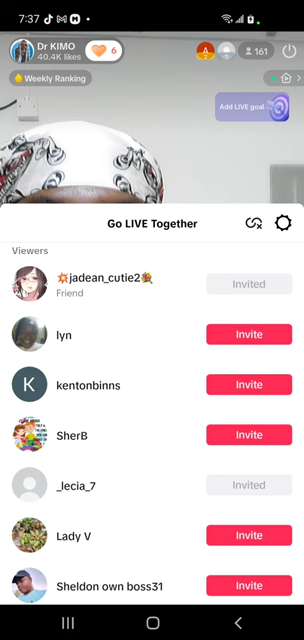 7:37
Dr KIMO
40.4K likes
6
161
Weekly Ranking
Add LIVE goal
Go LIVE Together
Viewers
💥jadean_cutie2💐
Friend
Invited
lyn
Invite
K
kentonbinns
Invite
SherB
Invite
_lecia_7
Invited
Lady V
Invite
Sheldon own boss31
Invite